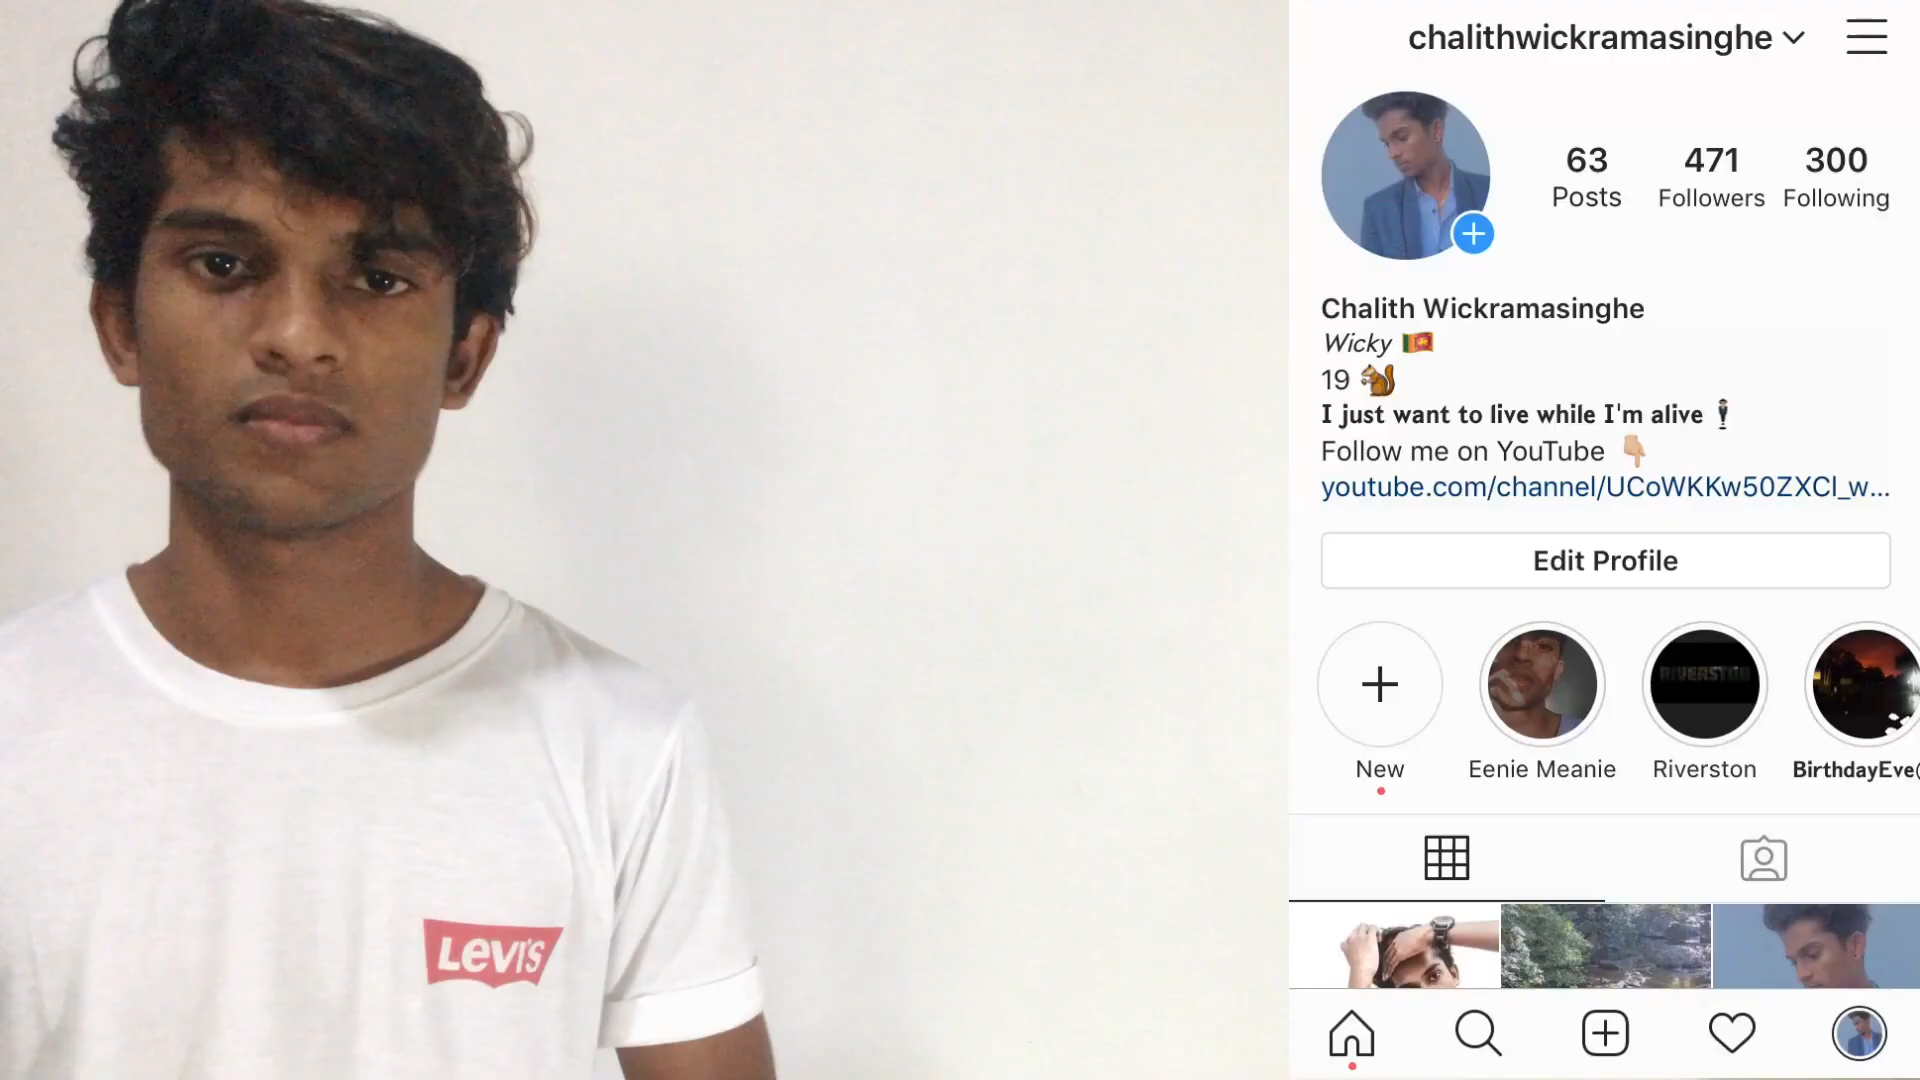 chalithwickramasinghe
63
Posts
471
Followers
300
Following
Chalith Wickramasinghe
Wicky 🇱🇰
19 🐿️
I just want to live while I'm alive 🕴️
Follow me on YouTube 👇🏼
youtube.com/channel/UCoWKKw50ZXCl_w...
Edit Profile
RIVERSTON
New
Eenie Meanie
Riverston
BirthdayEve
LEVI'S